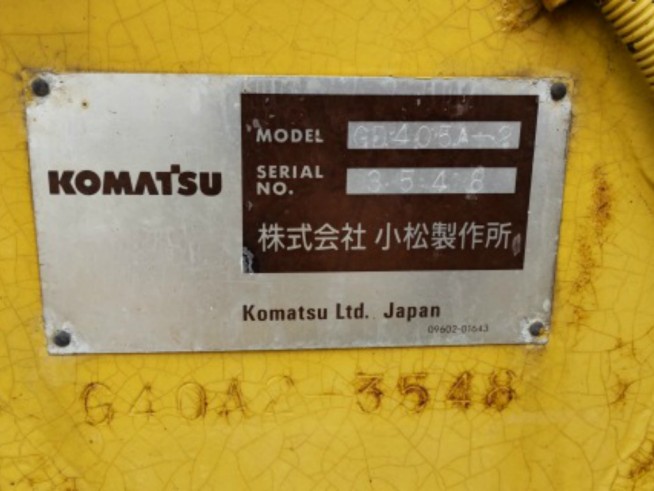 KOMATSU
MODEL GD405A-2
SERIAL NO. 3548
株式会社 小松製作所
Komatsu Ltd. Japan
09602-01643
G40A2-3548